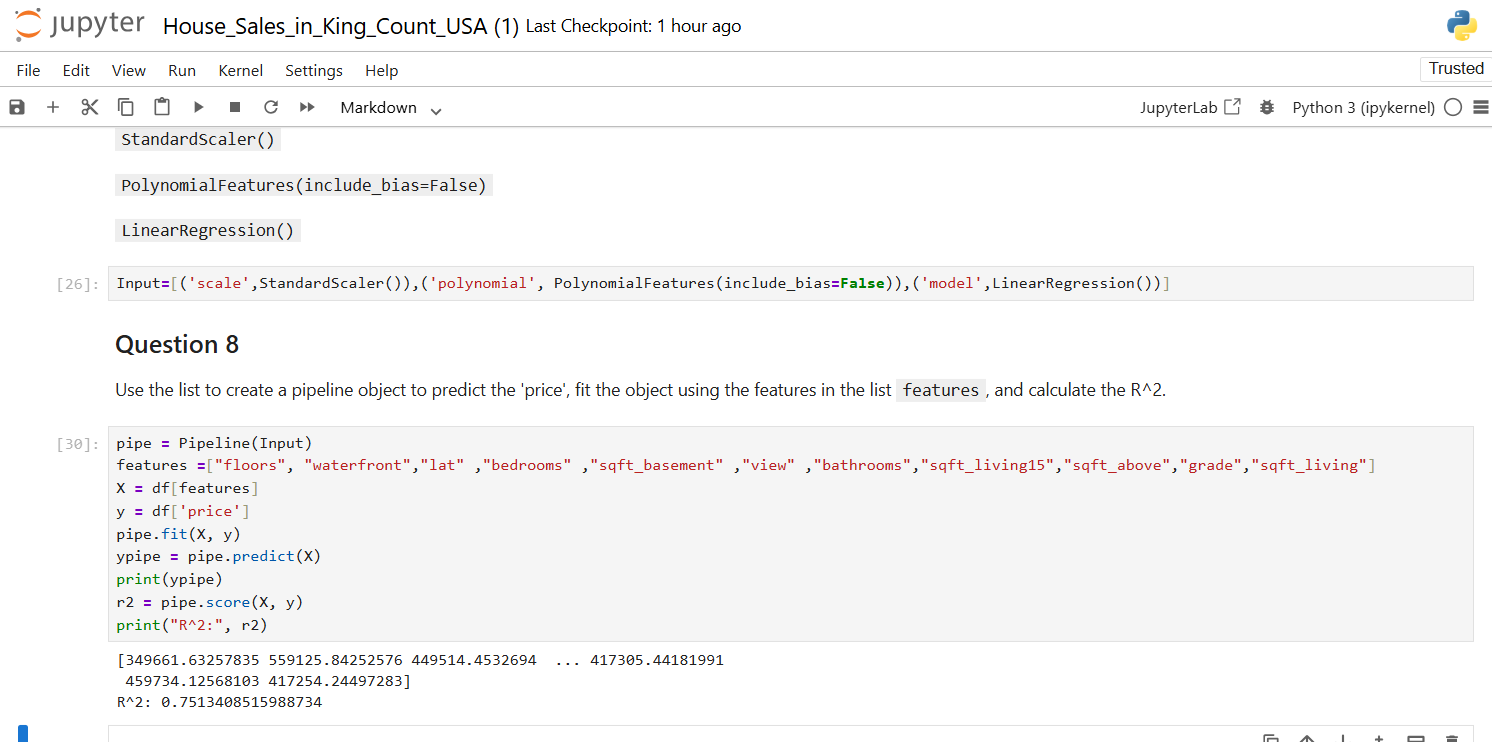 jupyter House_Sales_in_King_Count_USA (1) Last Checkpoint: 1 hour ago
File Edit View Run Kernel Settings Help Trusted
Markdown JupyterLab Python 3 (ipykernel)
StandardScaler()
PolynomialFeatures(include_bias=False)
LinearRegression()
[26]: Input=[('scale',StandardScaler()),('polynomial', PolynomialFeatures(include_bias=False)),('model',LinearRegression())]
Question 8
Use the list to create a pipeline object to predict the 'price', fit the object using the features in the list features , and calculate the R^2.
[30]: pipe = Pipeline(Input)
features =["floors", "waterfront","lat" ,"bedrooms" ,"sqft_basement" ,"view" ,"bathrooms","sqft_living15","sqft_above","grade","sqft_living"]
X = df[features]
y = df['price']
pipe.fit(X, y)
ypipe = pipe.predict(X)
print(ypipe)
r2 = pipe.score(X, y)
print("R^2:", r2)
[349661.63257835 559125.84252576 449514.4532694 ... 417305.44181991
459734.12568103 417254.24497283]
R^2: 0.7513408515988734